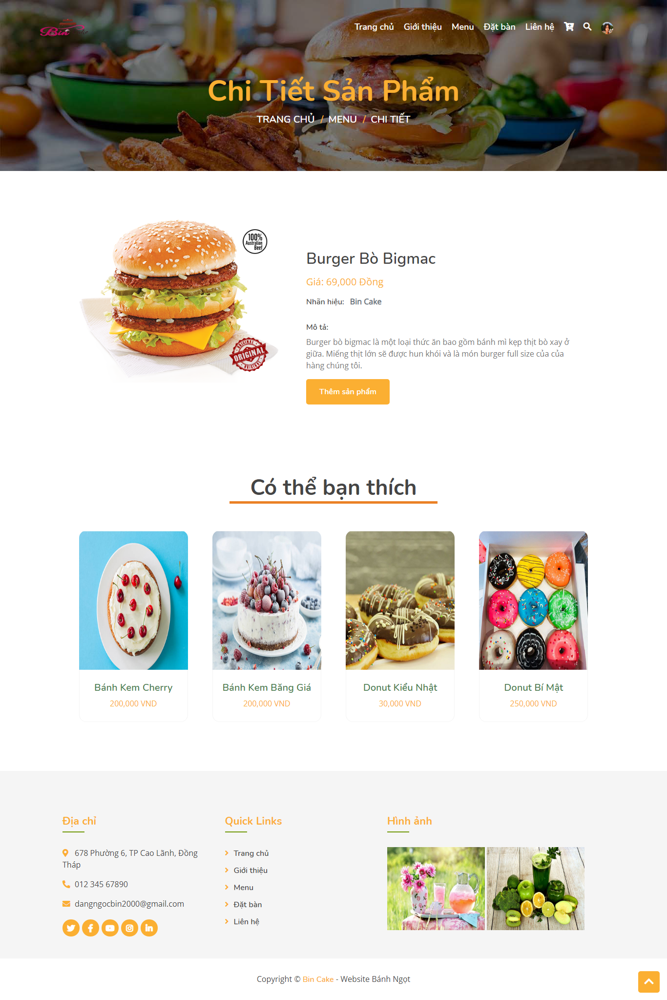 Bin Cake
Trang chủ Giới thiệu Menu Đặt bàn Liên hệ
Chi Tiết Sản Phẩm
TRANG CHỦ / MENU / CHI TIẾT
100%
Australian
Beef
ORIGINAL
ORIGINAL
ORIGINAL
Burger Bò Bigmac
Giá: 69,000 Đồng
Nhãn hiệu: Bin Cake
Mô tả:
Burger bò bigmac là một loại thức ăn bao gồm bánh mì kẹp thịt bò xay ở
giữa. Miếng thịt lớn sẽ được hun khói và là món burger full size của của
hàng chúng tôi.
Thêm sản phẩm
Có thể bạn thích
Bánh Kem Cherry
200,000 VND
Bánh Kem Băng Giá
200,000 VND
Donut Kiểu Nhật
30,000 VND
Donut Bí Mật
250,000 VND
Địa chỉ
678 Phường 6, TP Cao Lãnh, Đồng
Tháp
012 345 67890
dangngocbin2000@gmail.com
Quick Links
Trang chủ
Giới thiệu
Menu
Đặt bàn
Liên hệ
Hình ảnh
Copyright © Bin Cake - Website Bánh Ngọt